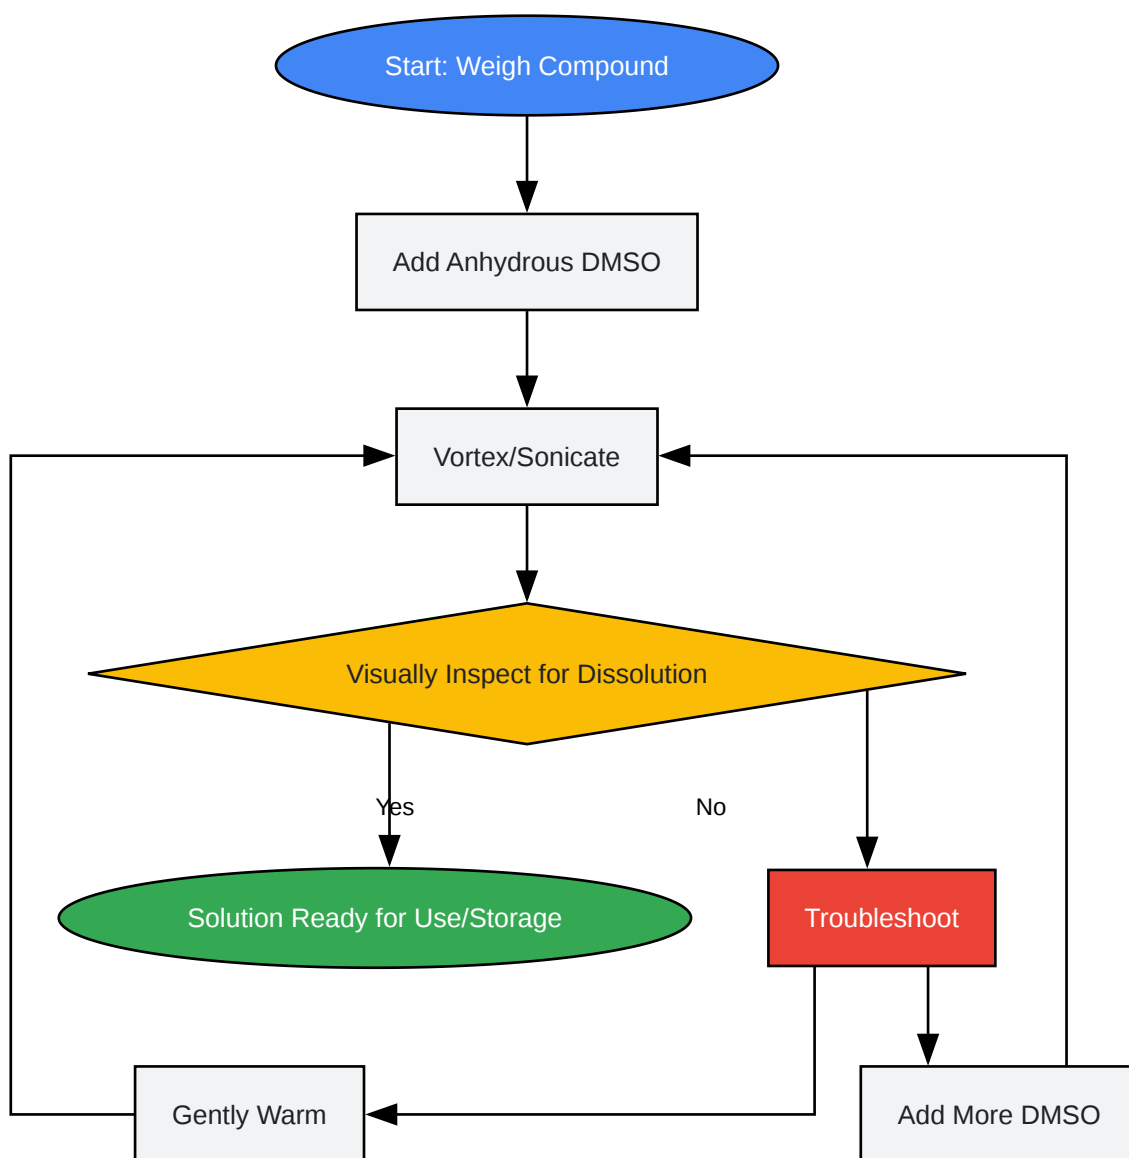 Start: Weigh Compound
Add Anhydrous DMSO
Vortex/Sonicate
Visually Inspect for Dissolution
Yes
No
Solution Ready for Use/Storage
Troubleshoot
Gently Warm
Add More DMSO